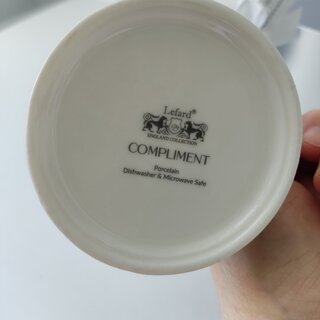 Lefard®
ENGLAND COLLECTION
COMPLIMENT
Porcelain
Dishwasher & Microwave Safe